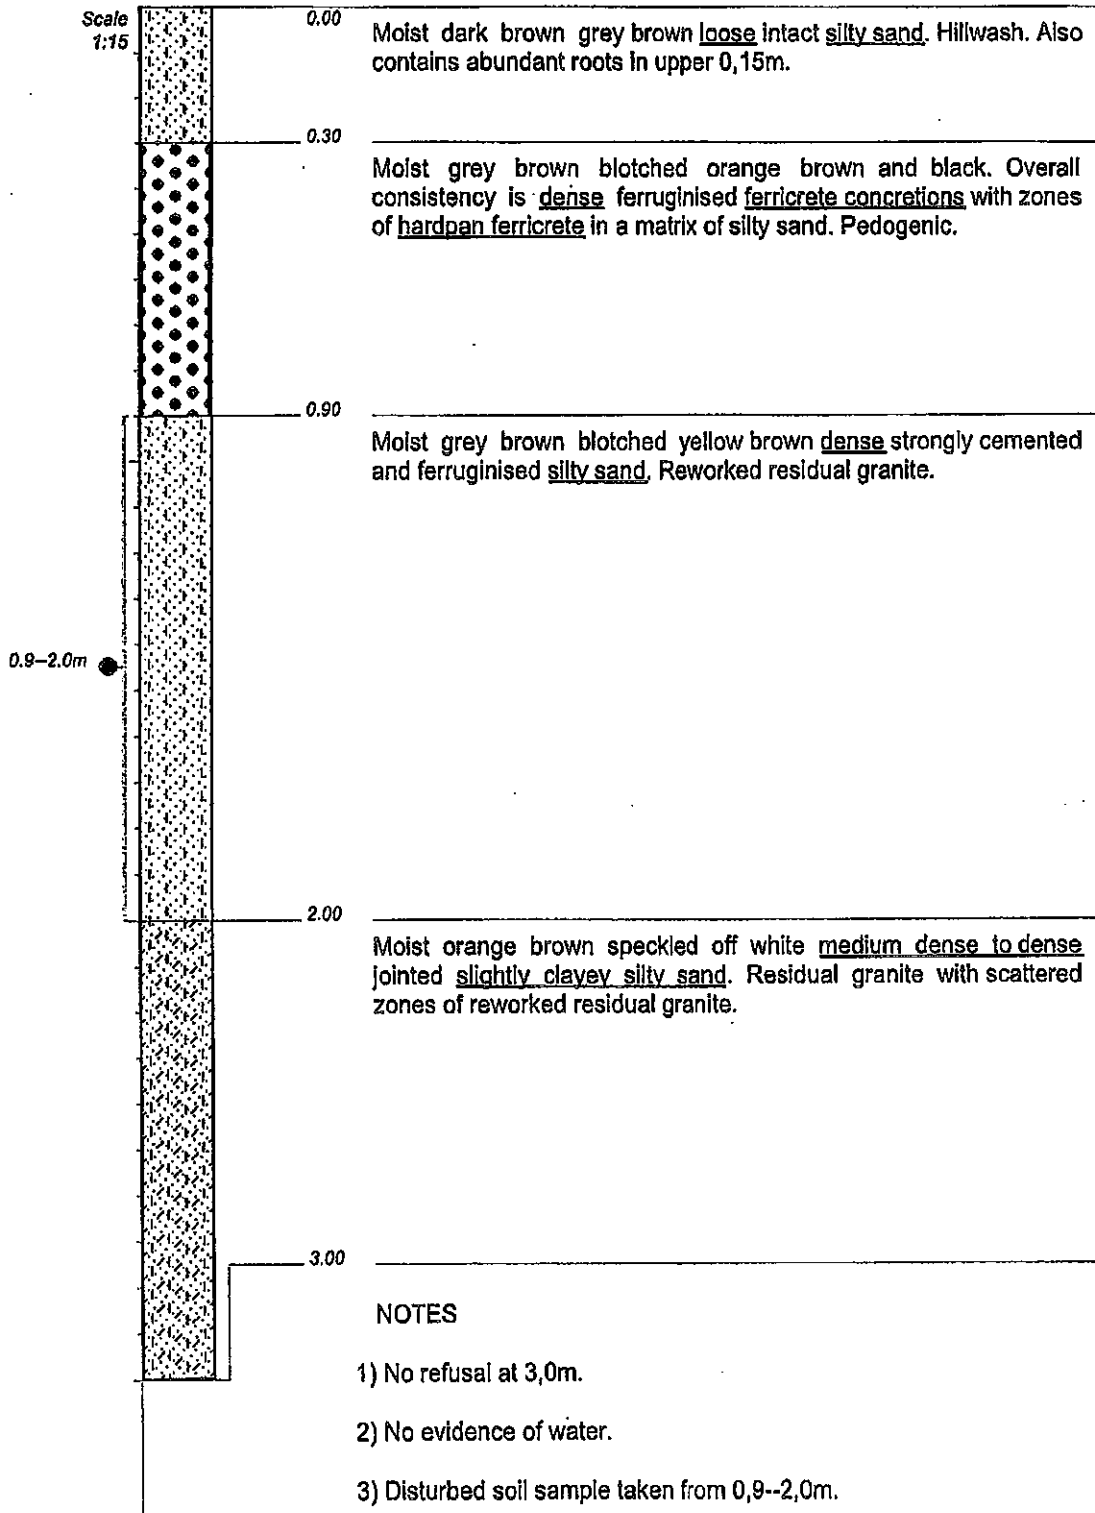 Scale
1:15
0,00
Moist dark brown grey brown loose intact silty sand. Hillwash. Also
contains abundant roots in upper 0,15m.
0.30
Moist grey brown blotched orange brown and black. Overall
consistency is dense ferruginised ferricrete concretions with zones
of hardpan ferricrete in a matrix of silty sand. Pedogenic.
0.90
Moist grey brown blotched yellow brown dense strongly cemented
and ferruginised silty sand. Reworked residual granite.
0.9–2.0m
2.00
Moist orange brown speckled off white medium dense to dense
jointed slightly clayey silty sand. Residual granite with scattered
zones of reworked residual granite.
3.00
NOTES
1) No refusal at 3,0m.
2) No evidence of water.
3) Disturbed soil sample taken from 0,9--2,0m.